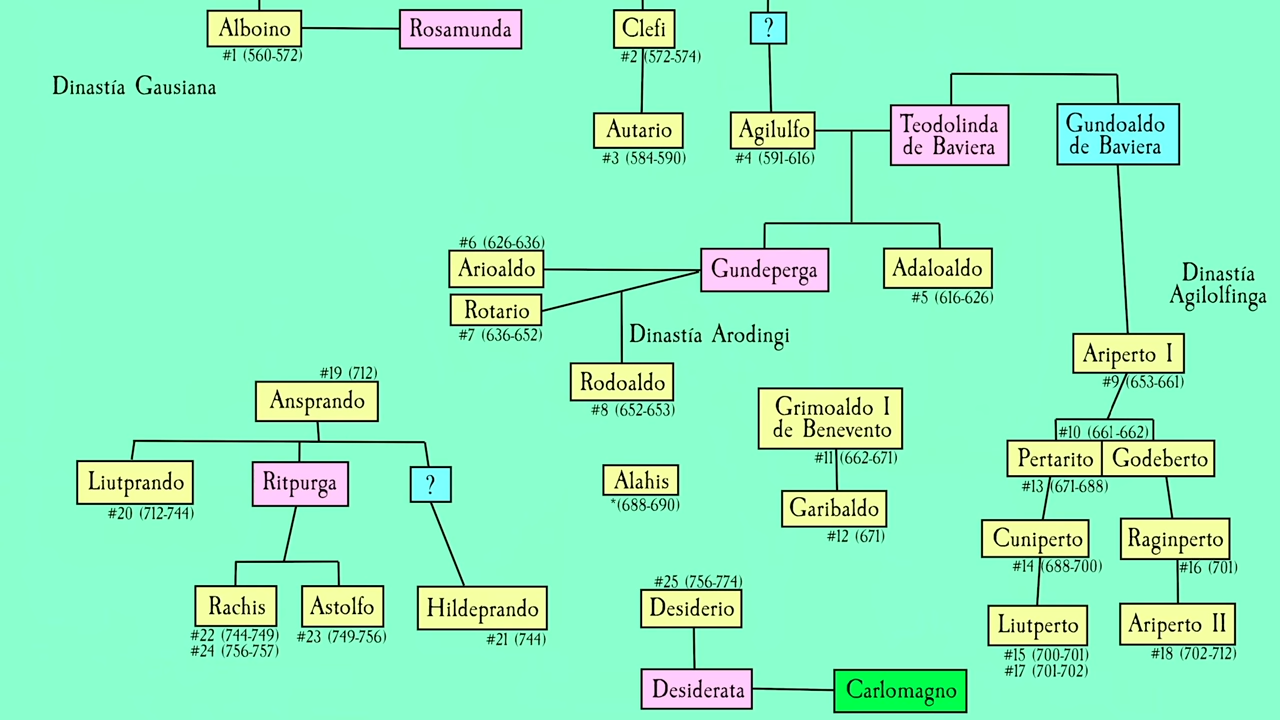 Alboino
#1 (560-572)
Rosamunda
Clefi
#2 (572-574)
?
Dinastía Gausiana
Autario
#3 (584-590)
Agilulfo
#4 (591-616)
Teodolinda
de Baviera
Gundoaldo
de Baviera
#6 (626-636)
Arioaldo
Rotario
#7 (636-652)
Gundeperga
Adaloaldo
#5 (616-626)
Dinastía
Agilolfinga
Dinastía Arodingi
Rodoaldo
#8 (652-653)
Ariperto I
#9 (653-661)
#19 (712)
Ansprando
Grimoaldo I
de Benevento
#11 (662-671)
#10 (661-662)
Pertarito
Godeberto
#13 (671-688)
Liutprando
#20 (712-744)
Ritpurga
?
Alahis
*(688-690)
Garibaldo
#12 (671)
Cuniperto
#14 (688-700)
Raginperto
#16 (701)
Rachis
#22 (744-749)
#24 (756-757)
Astolfo
#23 (749-756)
Hildeprando
#21 (744)
#25 (756-774)
Desiderio
Liutperto
#15 (700-701)
#17 (701-702)
Ariperto II
#18 (702-712)
Desiderata
Carlomagno